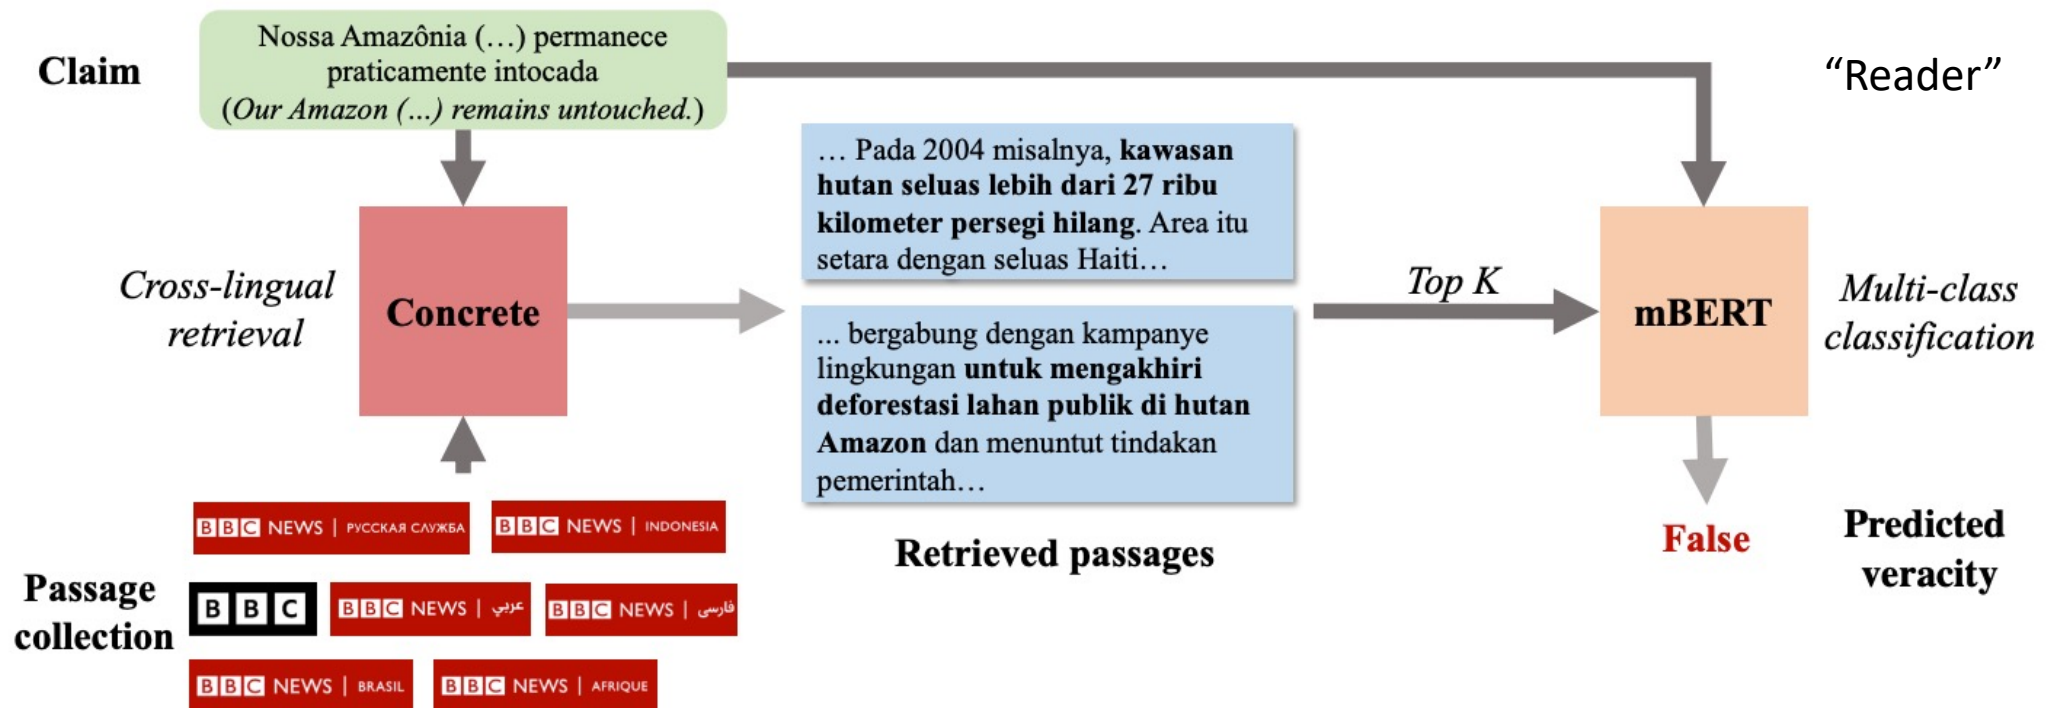 Claim
Nossa Amazônia (…) permanece
praticamente intocada
(Our Amazon (…) remains untouched.)
“Reader”
… Pada 2004 misalnya, kawasan
hutan seluas lebih dari 27 ribu
kilometer persegi hilang. Area itu
setara dengan seluas Haiti…
Cross-lingual
retrieval
Concrete
Top K
mBERT
Multi-class
classification
... bergabung dengan kampanye
lingkungan untuk mengakhiri
deforestasi lahan publik di hutan
Amazon dan menuntut tindakan
pemerintah…
Retrieved passages
False
Predicted
veracity
Passage
collection
BBC NEWS | РУССКАЯ СЛУЖБА
BBC NEWS | INDONESIA
BBC
BBC NEWS | عربي
BBC NEWS | فارسی
BBC NEWS | BRASIL
BBC NEWS | AFRIQUE